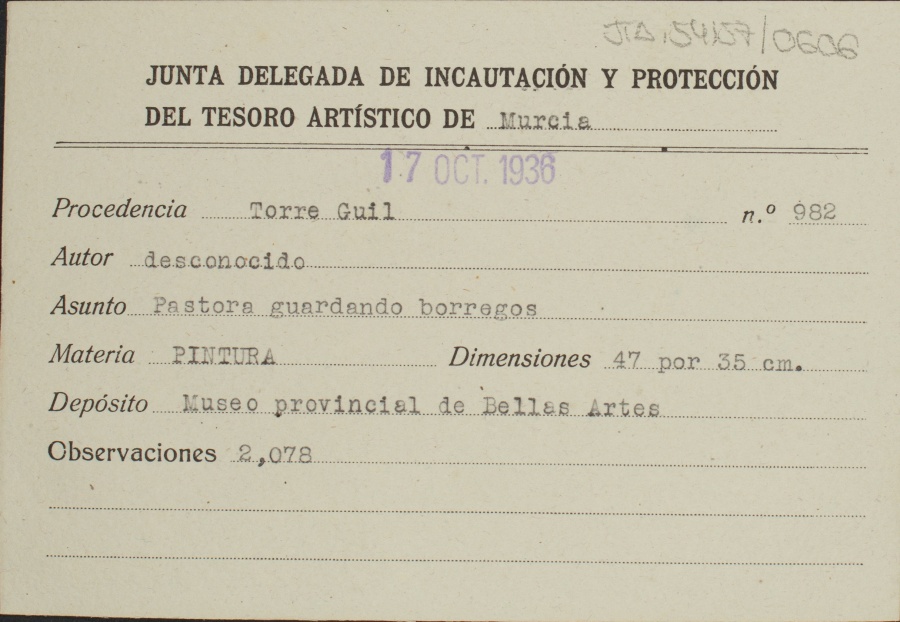 JTD, 54157/0606
JUNTA DELEGADA DE INCAUTACIÓN Y PROTECCIÓN
DEL TESORO ARTÍSTICO DE Murcia
17 OCT. 1936
Procedencia Torre Guil n.º 982
Autor desconocido
Asunto Pastora guardando borregos
Materia PINTURA Dimensiones 47 por 35 cm.
Depósito Museo provincial de Bellas Artes
Observaciones 2,078